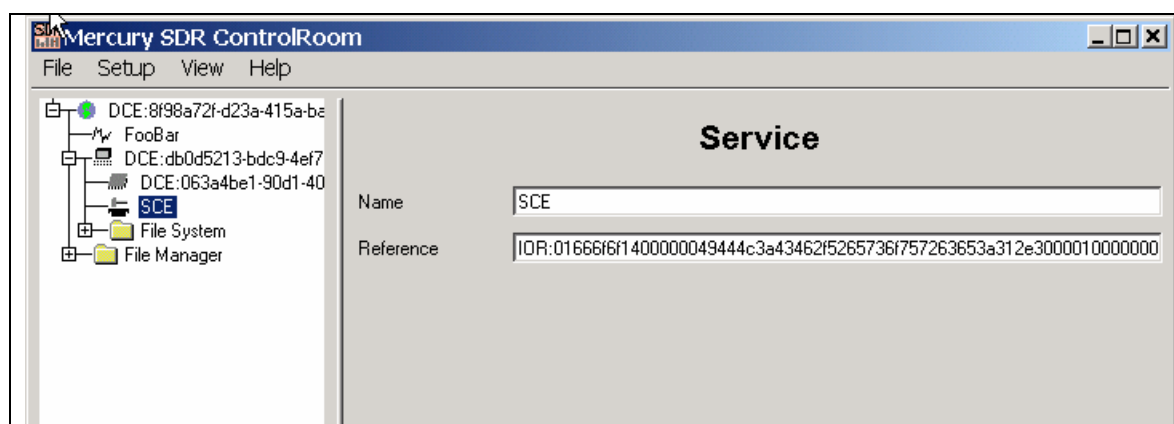 Mercury SDR ControlRoom
File Setup View Help
DCE:8f98a72f-d23a-415a-ba
FooBar
DCE:db0d5213-bdc9-4ef7
DCE:063a4be1-90d1-40
SCE
File System
File Manager
Service
Name SCE
Reference IOR:01666f6f1400000049444c3a43462f5265736f757263653a312e3000010000000